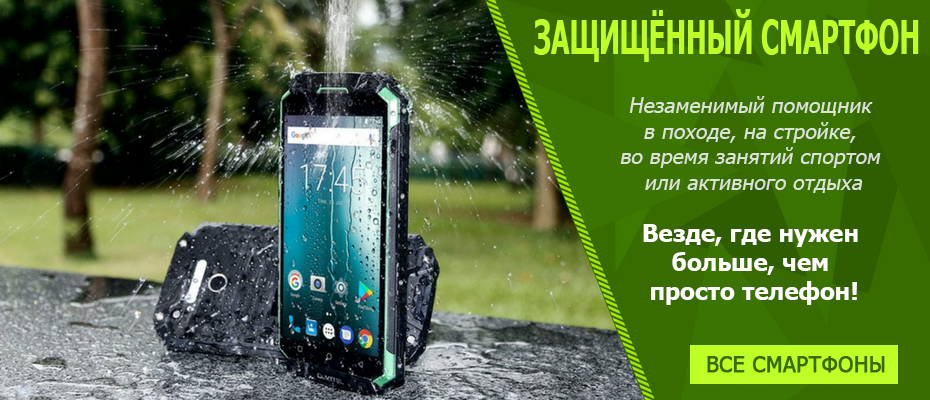 ЗАЩИЩЁННЫЙ СМАРТФОН
Незаменимый помощник
в походе, на стройке,
во время занятий спортом
или активного отдыха
Везде, где нужен
больше, чем
просто телефон!
ВСЕ СМАРТФОНЫ
Google
17:45